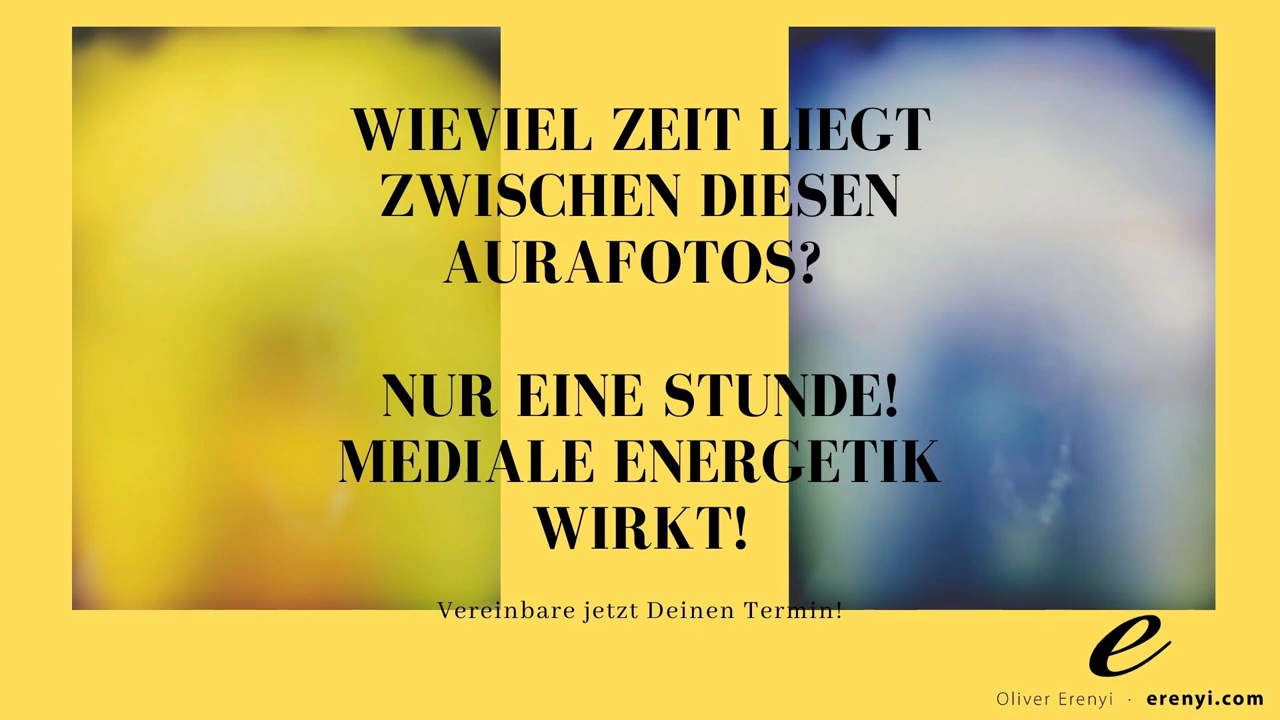 WIEVIEL ZEIT LIEGT
ZWISCHEN DIESEN
AURAFOTOS?
NUR EINE STUNDE!
MEDIALE ENERGETIK
WIRKT!
Vereinbare jetzt Deinen Termin!
e
Oliver Erenyi · erenyi.com